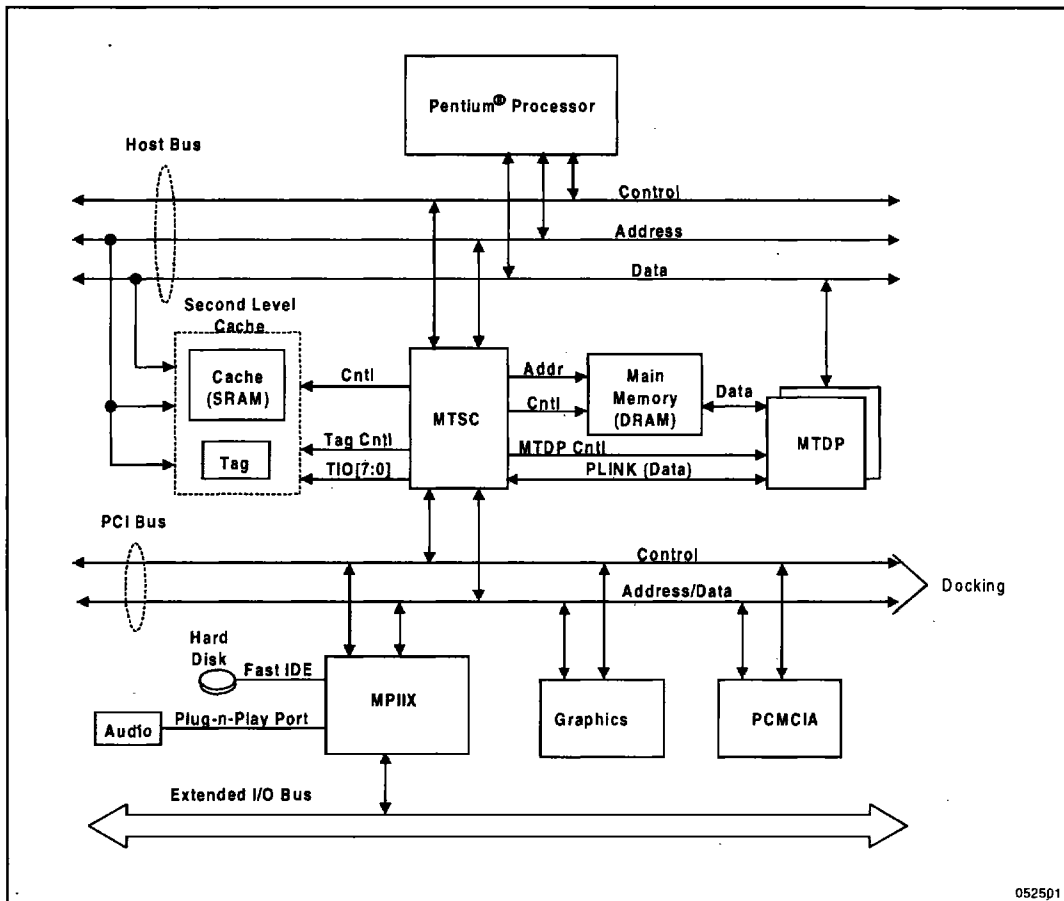 Pentium® Processor
Host Bus
Control
Address
Data
Second Level
Cache
Cache
(SRAM)
Tag
Cntl
Tag Cntl
TIO[7:0]
MTSC
Addr
Cntl
Main
Memory
(DRAM)
Data
MTDP Cntl
PLINK (Data)
MTDP
PCI Bus
Control
Address/Data
Docking
Hard
Disk
Fast IDE
Audio
Plug-n-Play Port
MPIIX
Graphics
PCMCIA
Extended I/O Bus
052501